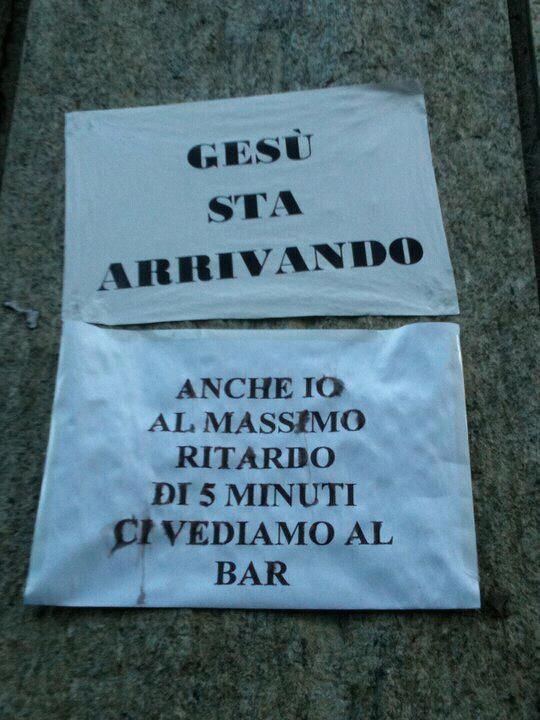 GESÙ
STA
ARRIVANDO
ANCHE IO
AL MASSIMO
RITARDO
DI 5 MINUTI
CI VEDIAMO AL
BAR